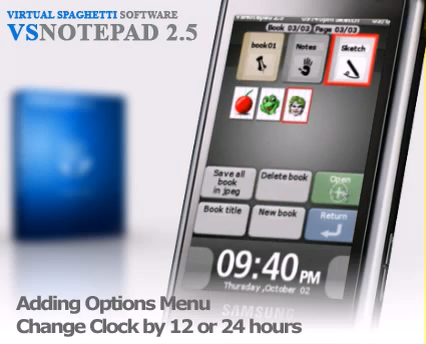 VIRTUAL SPAGHETTI SOFTWARE
VSNOTEPAD 2.5
Book 03/03 Page 03/03
book01
Notes
Sketch
Save all
book
in jpeg
Delete book
Open
Book title
New book
Return
09:40 PM
Thursday, October 02
SAMSUNG
Adding Options Menu
Change Clock by 12 or 24 hours